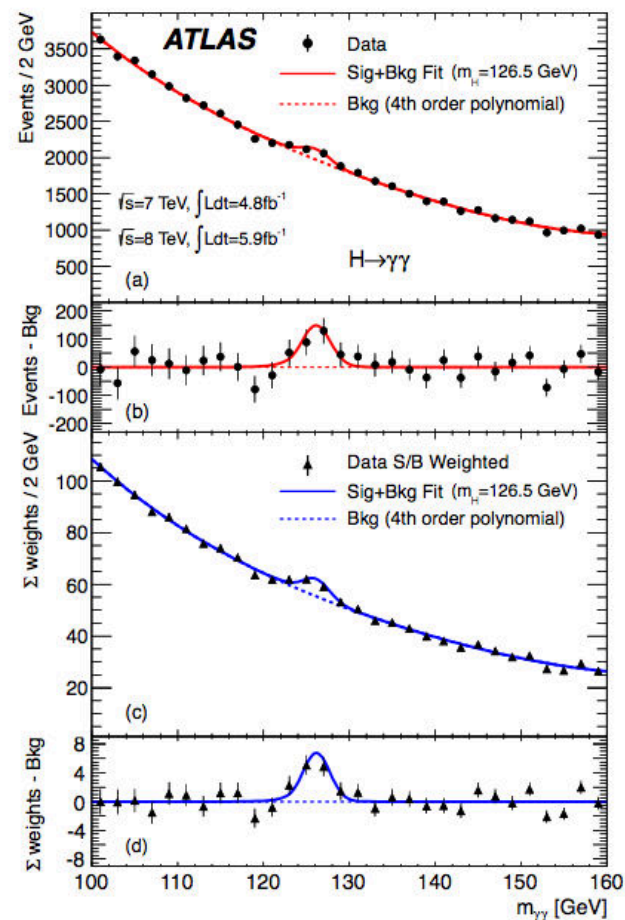 ATLAS
Data
Sig+Bkg Fit (m_H=126.5 GeV)
Bkg (4th order polynomial)
Events / 2 GeV
3500
3000
2500
2000
1500
1000
500
√s=7 TeV, ∫Ldt=4.8fb⁻¹
√s=8 TeV, ∫Ldt=5.9fb⁻¹
H→γγ
(a)
Events - Bkg
200
100
0
-100
-200
(b)
Σ weights / 2 GeV
100
80
60
40
20
Data S/B Weighted
Sig+Bkg Fit (m_H=126.5 GeV)
Bkg (4th order polynomial)
(c)
Σ weights - Bkg
8
4
0
-4
-8
(d)
100 110 120 130 140 150 160
m_γγ [GeV]